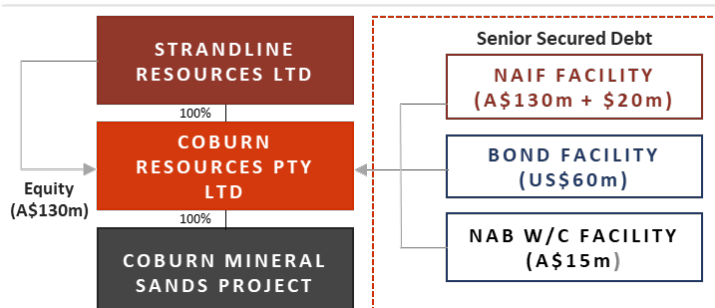 STRANDLINE
RESOURCES LTD
100%
COBURN
RESOURCES PTY
LTD
Equity
(A$130m)
100%
COBURN MINERAL
SANDS PROJECT
Senior Secured Debt
NAIF FACILITY
(A$130m + $20m)
BOND FACILITY
(US$60m)
NAB W/C FACILITY
(A$15m)